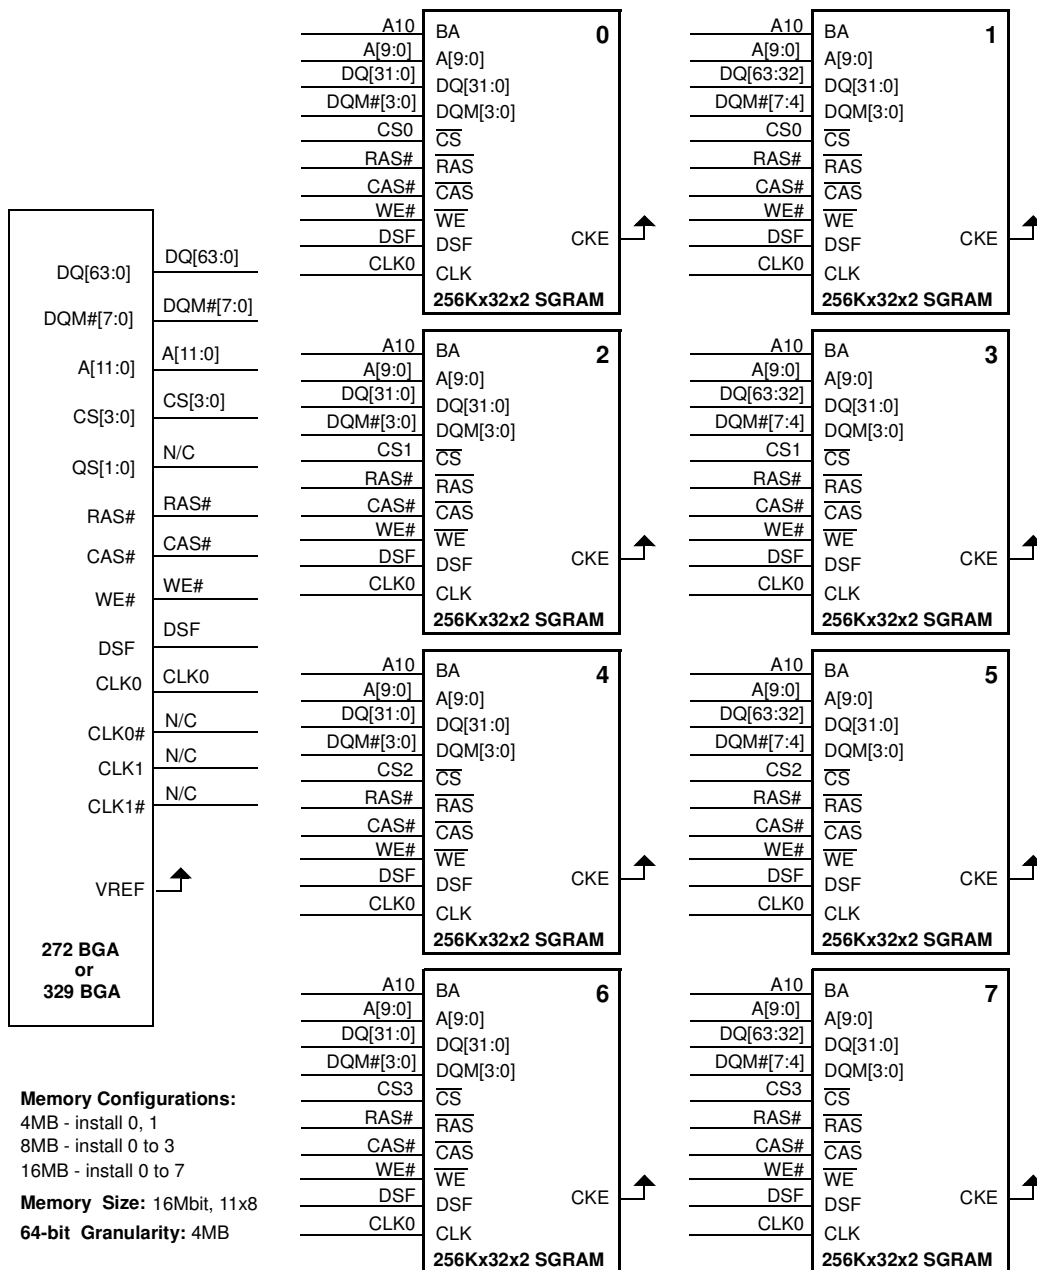 DQ[63:0] DQ[63:0]
DQM#[7:0] DQM#[7:0]
A[11:0] A[11:0]
CS[3:0] CS[3:0]
QS[1:0] N/C
RAS# RAS#
CAS# CAS#
WE# WE#
DSF DSF
CLK0 CLK0
CLK0# N/C
CLK1 N/C
CLK1# N/C
VREF
272 BGA
or
329 BGA
Memory Configurations:
4MB - install 0, 1
8MB - install 0 to 3
16MB - install 0 to 7
Memory Size: 16Mbit, 11x8
64-bit Granularity: 4MB
A10 BA 0
A[9:0] A[9:0]
DQ[31:0] DQ[31:0]
DQM#[3:0] DQM[3:0]
CS0 CS
RAS# RAS
CAS# CAS
WE# WE
DSF DSF CKE
CLK0 CLK
256Kx32x2 SGRAM
A10 BA 1
A[9:0] A[9:0]
DQ[63:32] DQ[31:0]
DQM#[7:4] DQM[3:0]
CS0 CS
RAS# RAS
CAS# CAS
WE# WE
DSF DSF CKE
CLK0 CLK
256Kx32x2 SGRAM
A10 BA 2
A[9:0] A[9:0]
DQ[31:0] DQ[31:0]
DQM#[3:0] DQM[3:0]
CS1 CS
RAS# RAS
CAS# CAS
WE# WE
DSF DSF CKE
CLK0 CLK
256Kx32x2 SGRAM
A10 BA 3
A[9:0] A[9:0]
DQ[63:32] DQ[31:0]
DQM#[7:4] DQM[3:0]
CS1 CS
RAS# RAS
CAS# CAS
WE# WE
DSF DSF CKE
CLK0 CLK
256Kx32x2 SGRAM
A10 BA 4
A[9:0] A[9:0]
DQ[31:0] DQ[31:0]
DQM#[3:0] DQM[3:0]
CS2 CS
RAS# RAS
CAS# CAS
WE# WE
DSF DSF CKE
CLK0 CLK
256Kx32x2 SGRAM
A10 BA 5
A[9:0] A[9:0]
DQ[63:32] DQ[31:0]
DQM#[7:4] DQM[3:0]
CS2 CS
RAS# RAS
CAS# CAS
WE# WE
DSF DSF CKE
CLK0 CLK
256Kx32x2 SGRAM
A10 BA 6
A[9:0] A[9:0]
DQ[31:0] DQ[31:0]
DQM#[3:0] DQM[3:0]
CS3 CS
RAS# RAS
CAS# CAS
WE# WE
DSF DSF CKE
CLK0 CLK
256Kx32x2 SGRAM
A10 BA 7
A[9:0] A[9:0]
DQ[63:32] DQ[31:0]
DQM#[7:4] DQM[3:0]
CS3 CS
RAS# RAS
CAS# CAS
WE# WE
DSF DSF CKE
CLK0 CLK
256Kx32x2 SGRAM